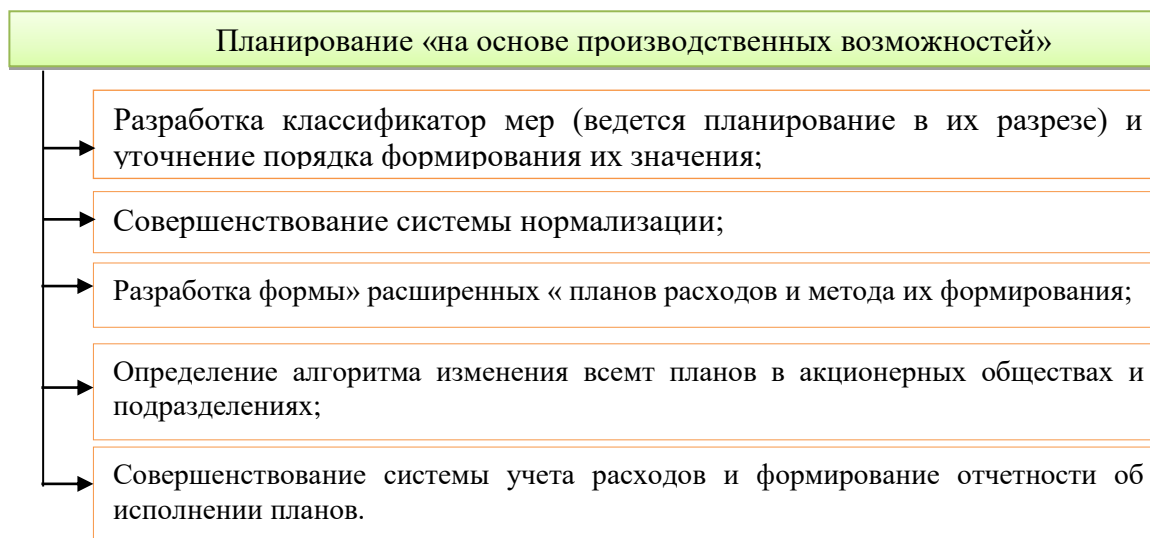 Планирование «на основе производственных возможностей»
Разработка классификатор мер (ведется планирование в их разрезе) и
уточнение порядка формирования их значения;
Совершенствование системы нормализации;
Разработка формы» расширенных « планов расходов и метода их формирования;
Определение алгоритма изменения всемт планов в акционерных обществах и
подразделениях;
Совершенствование системы учета расходов и формирование отчетности об
исполнении планов.